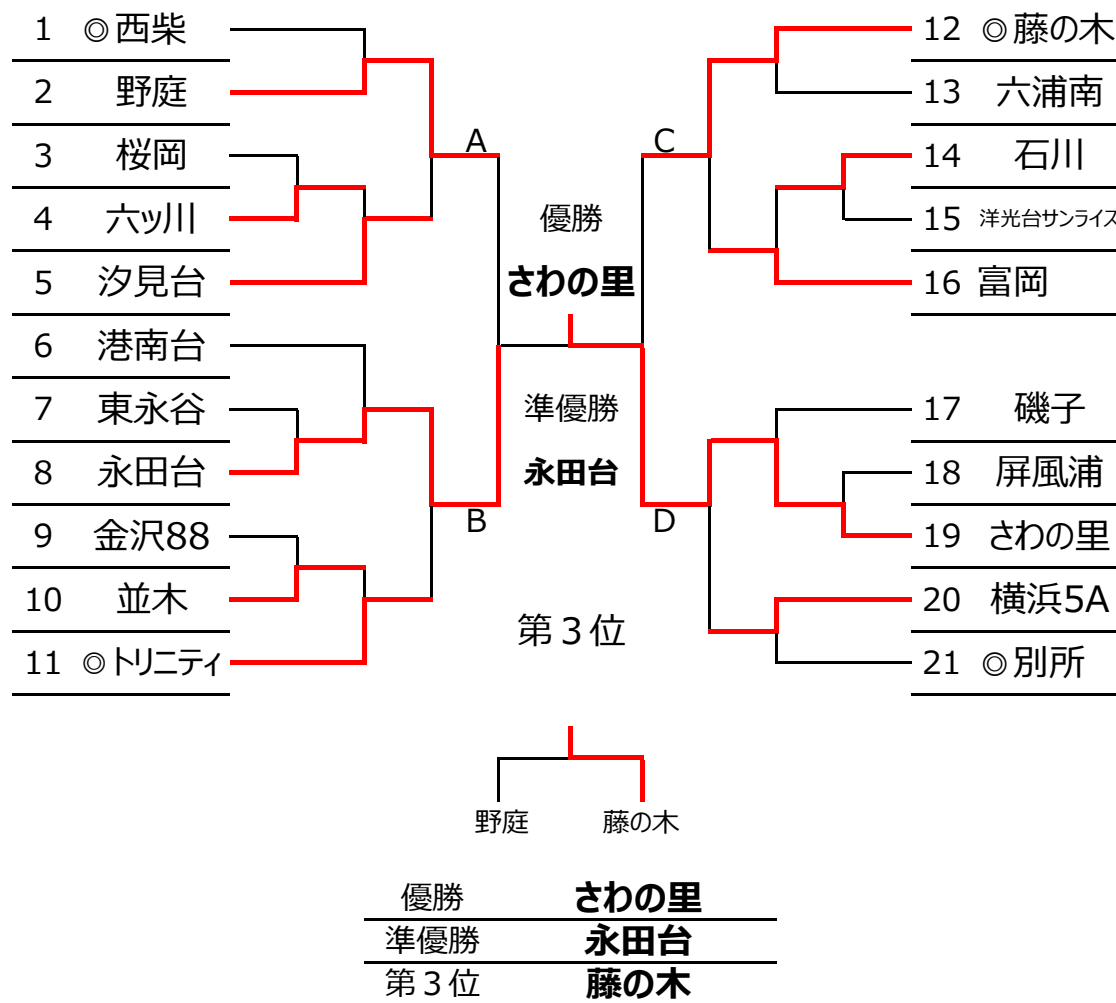 1 ◎西柴
2 野庭
3 桜岡
4 六ッ川
5 汐見台
6 港南台
7 東永谷
8 永田台
9 金沢88
10 並木
11 ◎トリニティ
A
B
優勝
さわの里
準優勝
永田台
第３位
C
D
12 ◎藤の木
13 六浦南
14 石川
15 洋光台サンライズ
16 富岡
17 磯子
18 屏風浦
19 さわの里
20 横浜5A
21 ◎別所
野庭 藤の木
優勝 さわの里
準優勝 永田台
第３位 藤の木